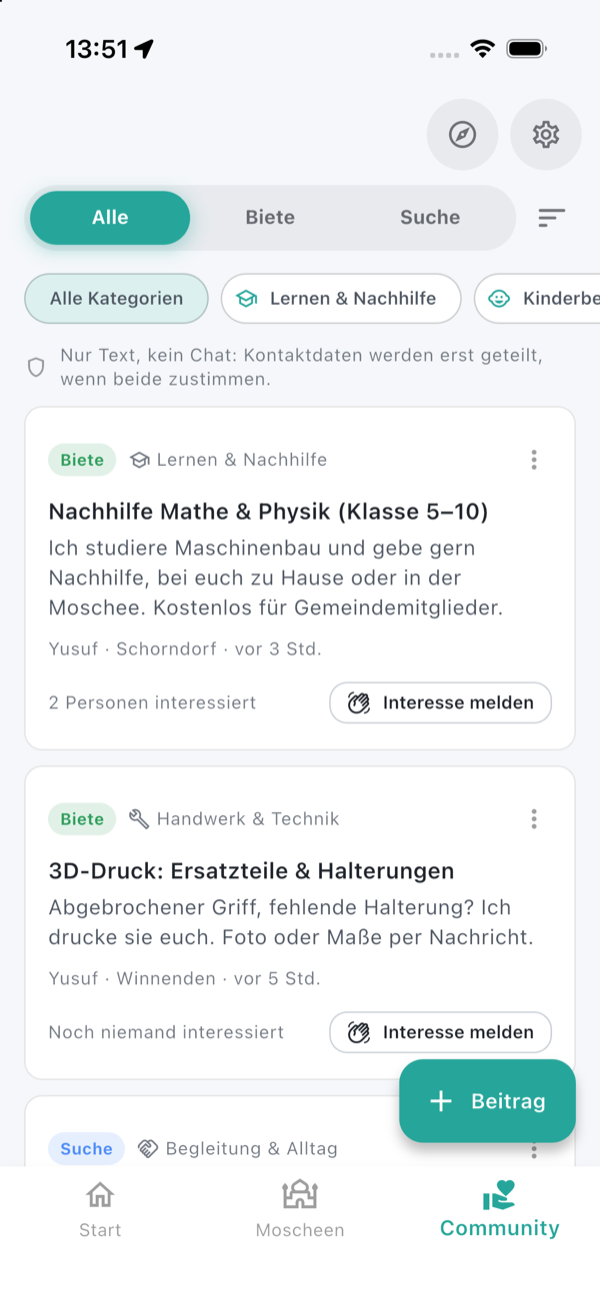 13:51
Alle
Biete
Suche
Alle Kategorien
Lernen & Nachhilfe
Kinderbe
Nur Text, kein Chat: Kontaktdaten werden erst geteilt,
wenn beide zustimmen.
Biete
Lernen & Nachhilfe
Nachhilfe Mathe & Physik (Klasse 5–10)
Ich studiere Maschinenbau und gebe gern
Nachhilfe, bei euch zu Hause oder in der
Moschee. Kostenlos für Gemeindemitglieder.
Yusuf · Schorndorf · vor 3 Std.
2 Personen interessiert
Interesse melden
Biete
Handwerk & Technik
3D-Druck: Ersatzteile & Halterungen
Abgebrochener Griff, fehlende Halterung? Ich
drucke sie euch. Foto oder Maße per Nachricht.
Yusuf · Winnenden · vor 5 Std.
Noch niemand interessiert
Interesse melden
Beitrag
Suche
Begleitung & Alltag
Start
Moscheen
Community